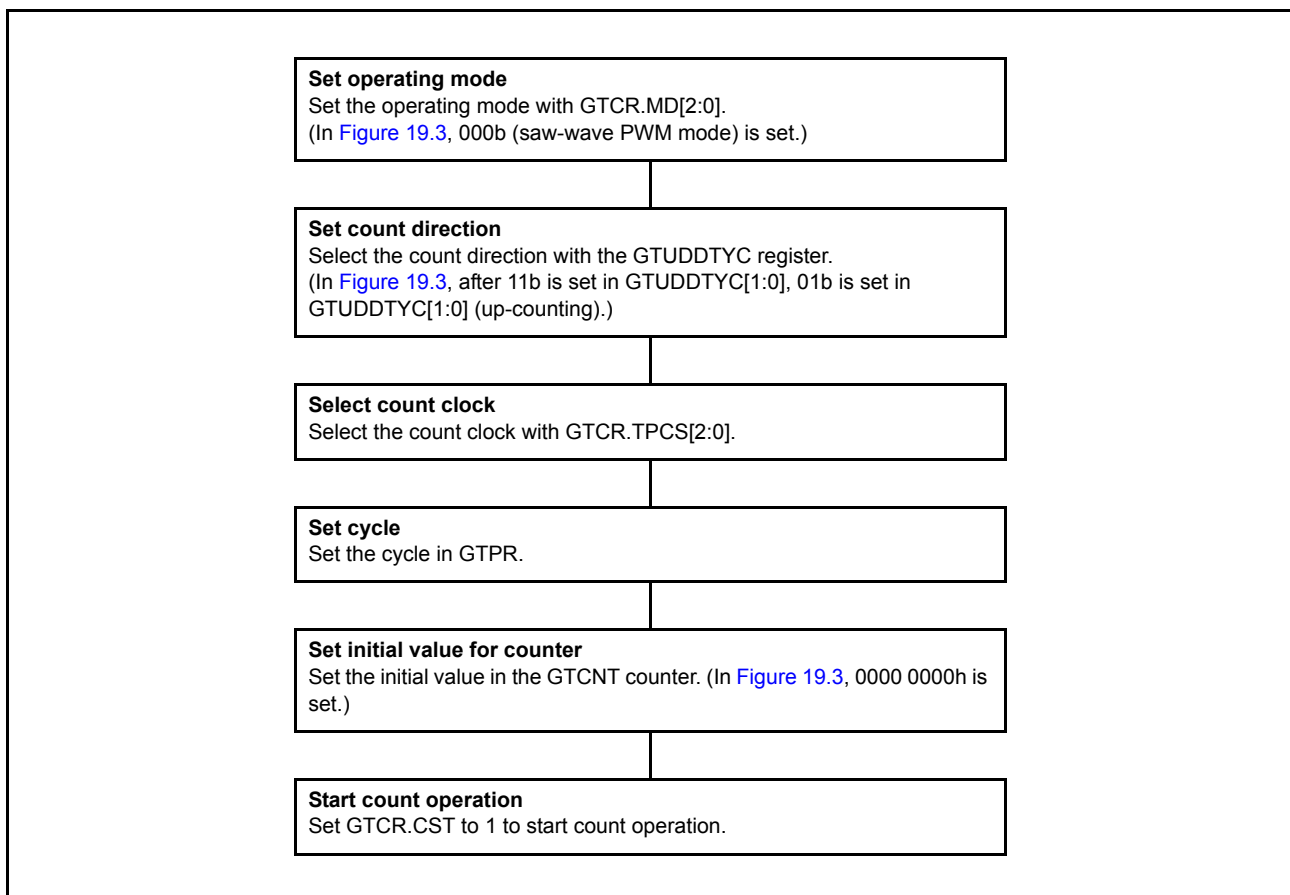 Set operating mode
Set the operating mode with GTCR.MD[2:0].
(In Figure 19.3, 000b (saw-wave PWM mode) is set.)
Set count direction
Select the count direction with the GTUDDTYC register.
(In Figure 19.3, after 11b is set in GTUDDTYC[1:0], 01b is set in
GTUDDTYC[1:0] (up-counting).)
Select count clock
Select the count clock with GTCR.TPCS[2:0].
Set cycle
Set the cycle in GTPR.
Set initial value for counter
Set the initial value in the GTCNT counter. (In Figure 19.3, 0000 0000h is
set.)
Start count operation
Set GTCR.CST to 1 to start count operation.